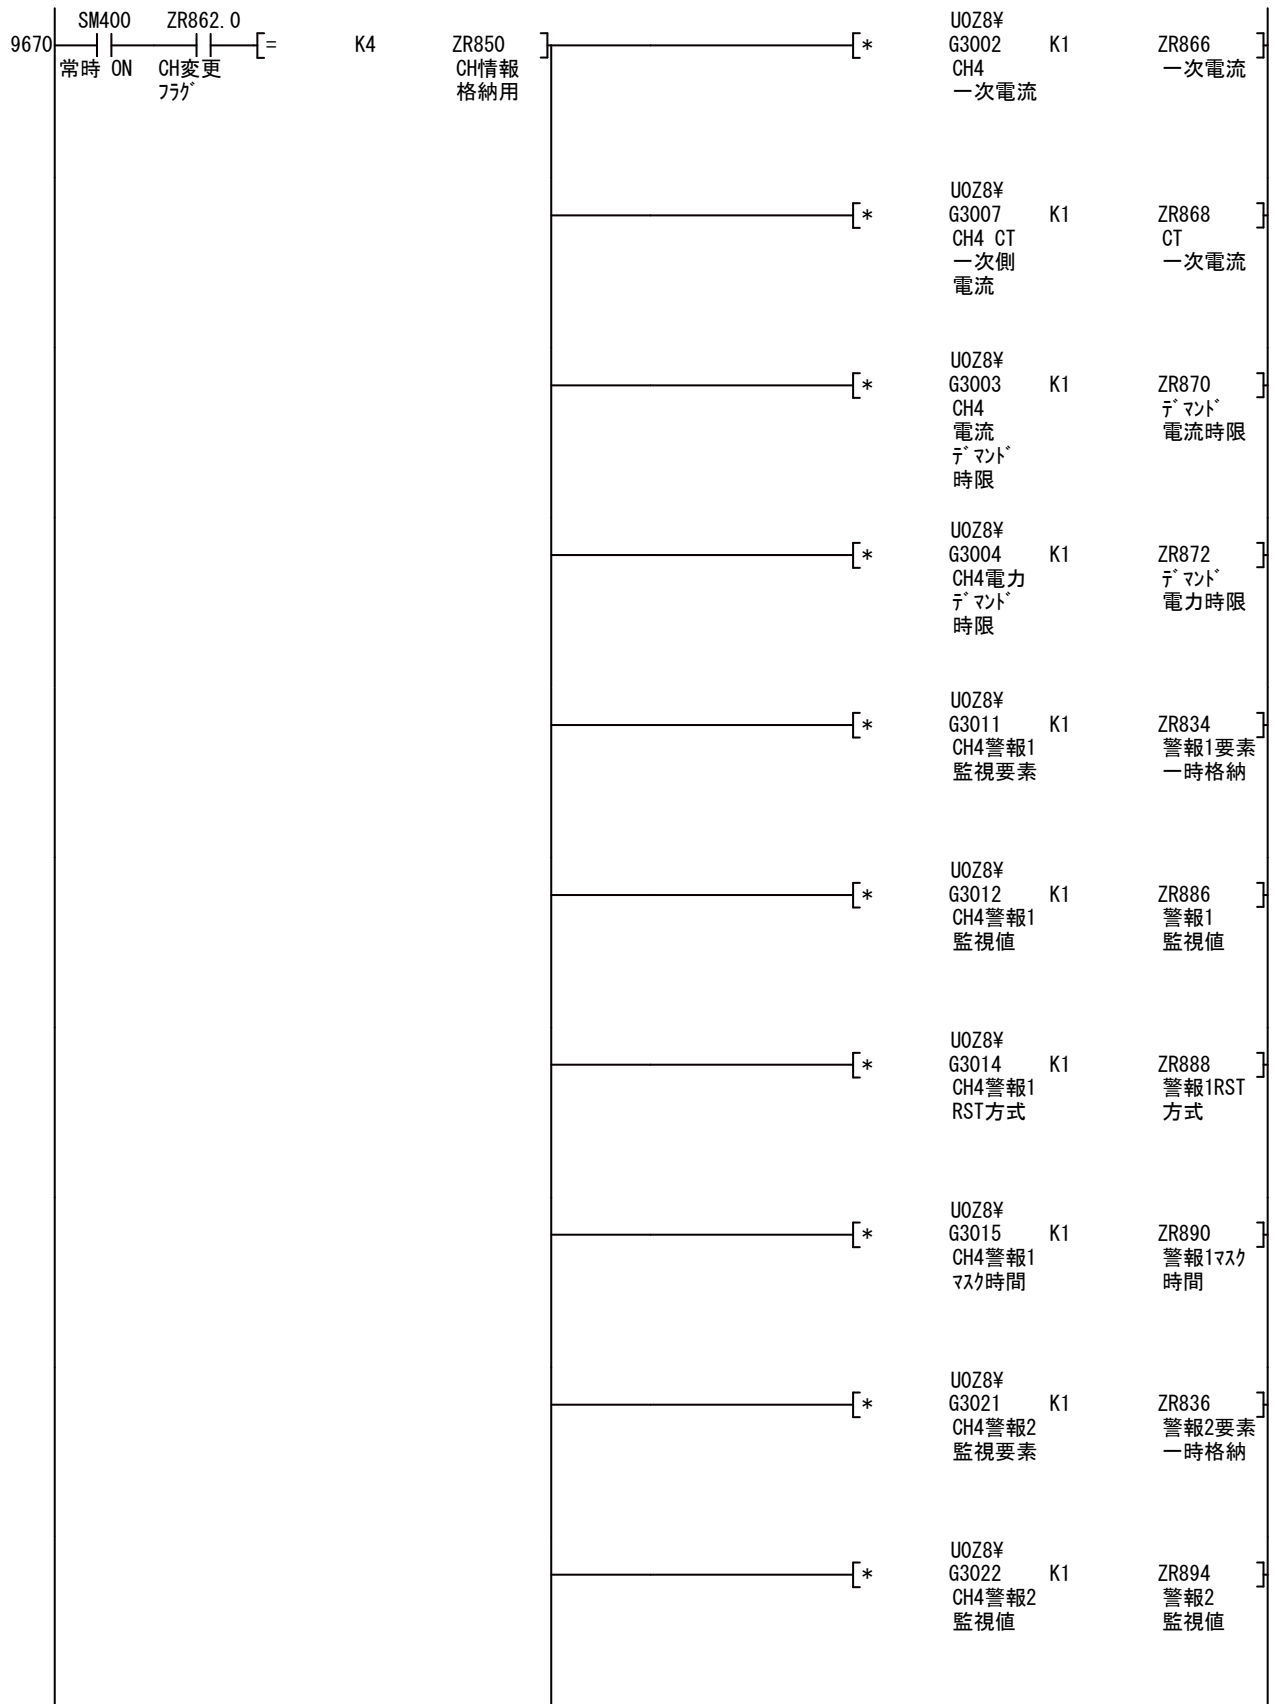 SM400 ZR862.0 U0Z8¥
9670 [= K4 ZR850 ] [* G3002 K1 ZR866 ]
常時 ON CH変更 CH情報 CH4 一次電流
ﾌﾗｸﾞ 格納用 一次電流
U0Z8¥
[* G3007 K1 ZR868 ]
CH4 CT CT
一次側 一次電流
電流
U0Z8¥
[* G3003 K1 ZR870 ]
CH4 ﾃﾞﾏﾝﾄﾞ
電流 電流時限
ﾃﾞﾏﾝﾄﾞ
時限
U0Z8¥
[* G3004 K1 ZR872 ]
CH4電力 ﾃﾞﾏﾝﾄﾞ
ﾃﾞﾏﾝﾄﾞ 電力時限
時限
U0Z8¥
[* G3011 K1 ZR834 ]
CH4警報1 警報1要素
監視要素 一時格納
U0Z8¥
[* G3012 K1 ZR886 ]
CH4警報1 警報1
監視値 監視値
U0Z8¥
[* G3014 K1 ZR888 ]
CH4警報1 警報1RST
RST方式 方式
U0Z8¥
[* G3015 K1 ZR890 ]
CH4警報1 警報1ﾏｽｸ
ﾏｽｸ時間 時間
U0Z8¥
[* G3021 K1 ZR836 ]
CH4警報2 警報2要素
監視要素 一時格納
U0Z8¥
[* G3022 K1 ZR894 ]
CH4警報2 警報2
監視値 監視値